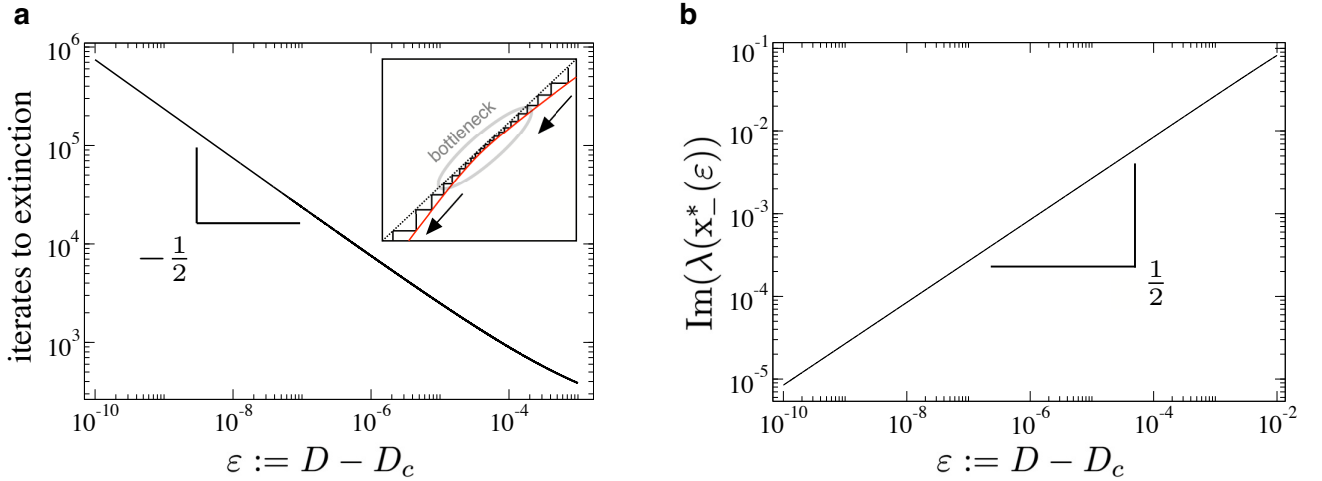 a
iterates to extinction
10^6
10^5
10^4
10^3
bottleneck
− 1/2
10^-10
10^-8
10^-6
10^-4
ε := D − D_c
b
Im(λ(x*_−(ε))
10^-1
10^-2
10^-3
10^-4
10^-5
1/2
10^-10
10^-8
10^-6
10^-4
10^-2
ε := D − D_c